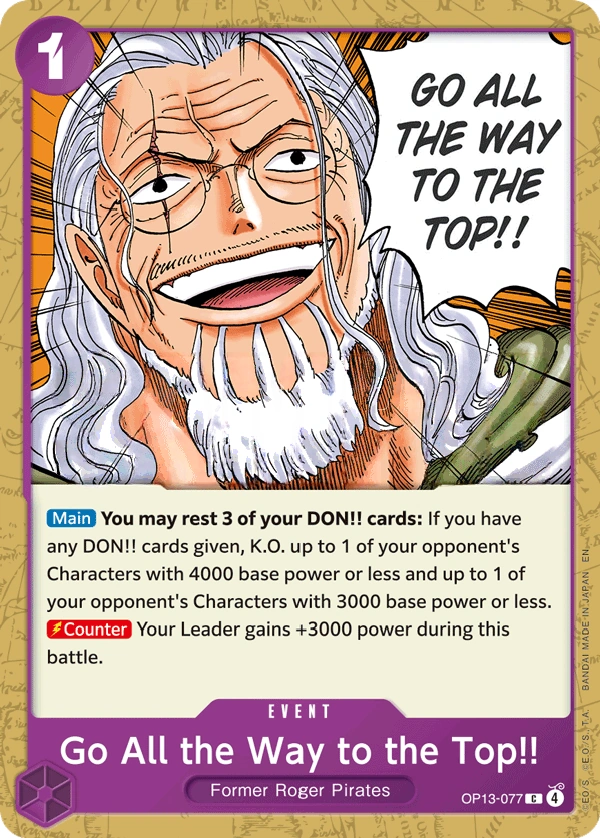 1
GO ALL
THE WAY
TO THE
TOP!!
Main You may rest 3 of your DON!! cards: If you have
any DON!! cards given, K.O. up to 1 of your opponent's
Characters with 4000 base power or less and up to 1 of
your opponent's Characters with 3000 base power or less.
Counter Your Leader gains +3000 power during this
battle.
EVENT
Go All the Way to the Top!!
Former Roger Pirates
OP13-077 C 4
©E.O./S. ©E.O./S.,T.A. BANDAI MADE IN JAPAN EN